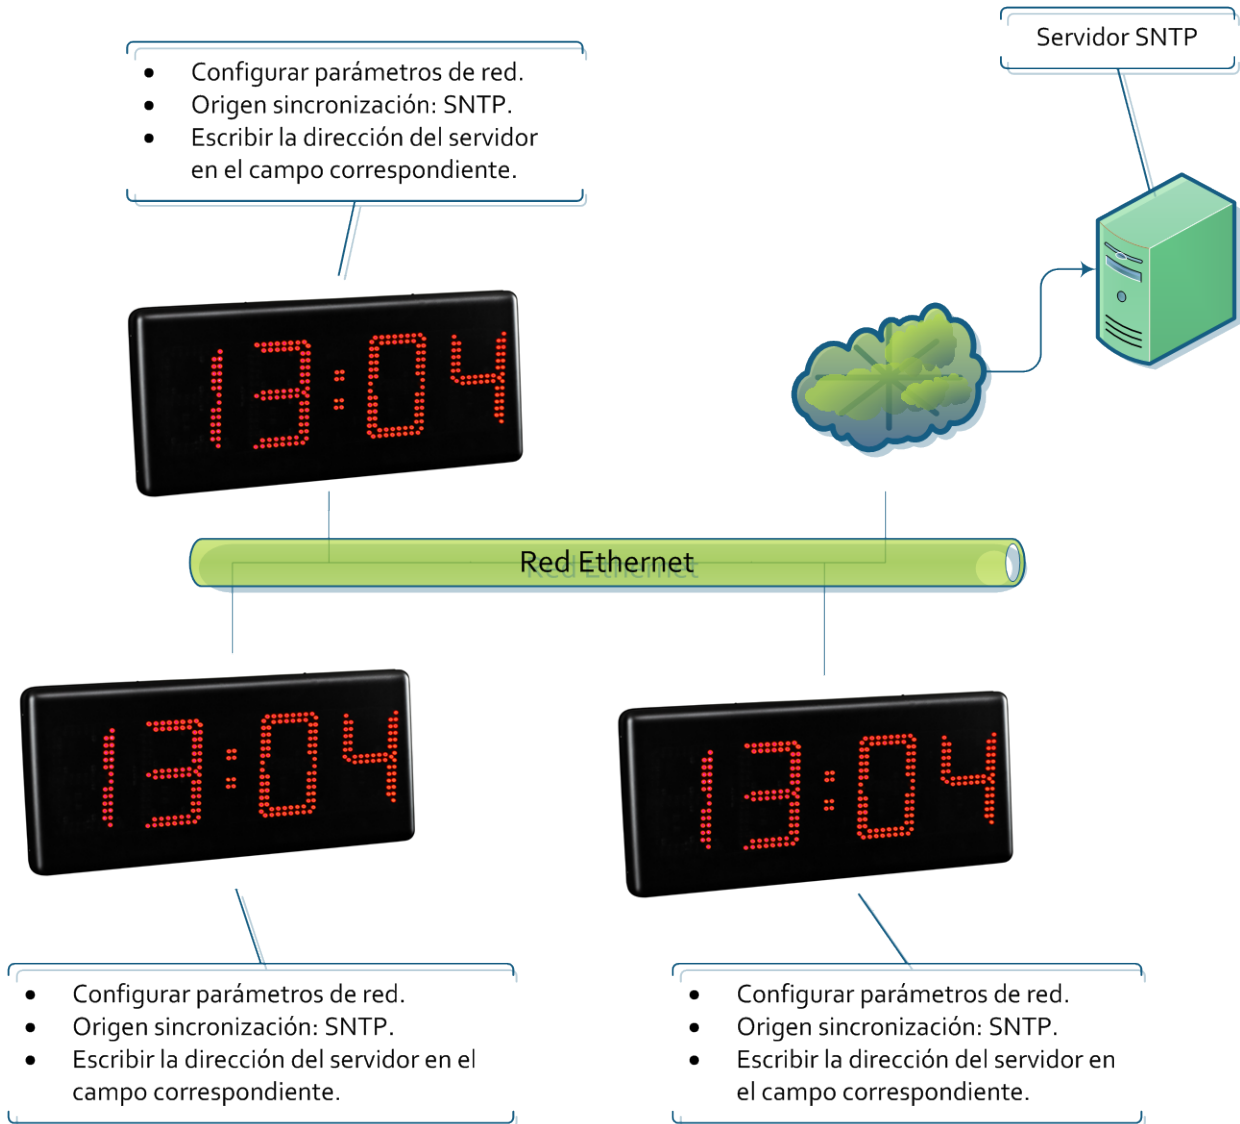 Servidor SNTP
• Configurar parámetros de red.
• Origen sincronización: SNTP.
• Escribir la dirección del servidor
en el campo correspondiente.
13:04
Red Ethernet
13:04
13:04
• Configurar parámetros de red.
• Origen sincronización: SNTP.
• Escribir la dirección del servidor en el
campo correspondiente.
• Configurar parámetros de red.
• Origen sincronización: SNTP.
• Escribir la dirección del servidor en
el campo correspondiente.